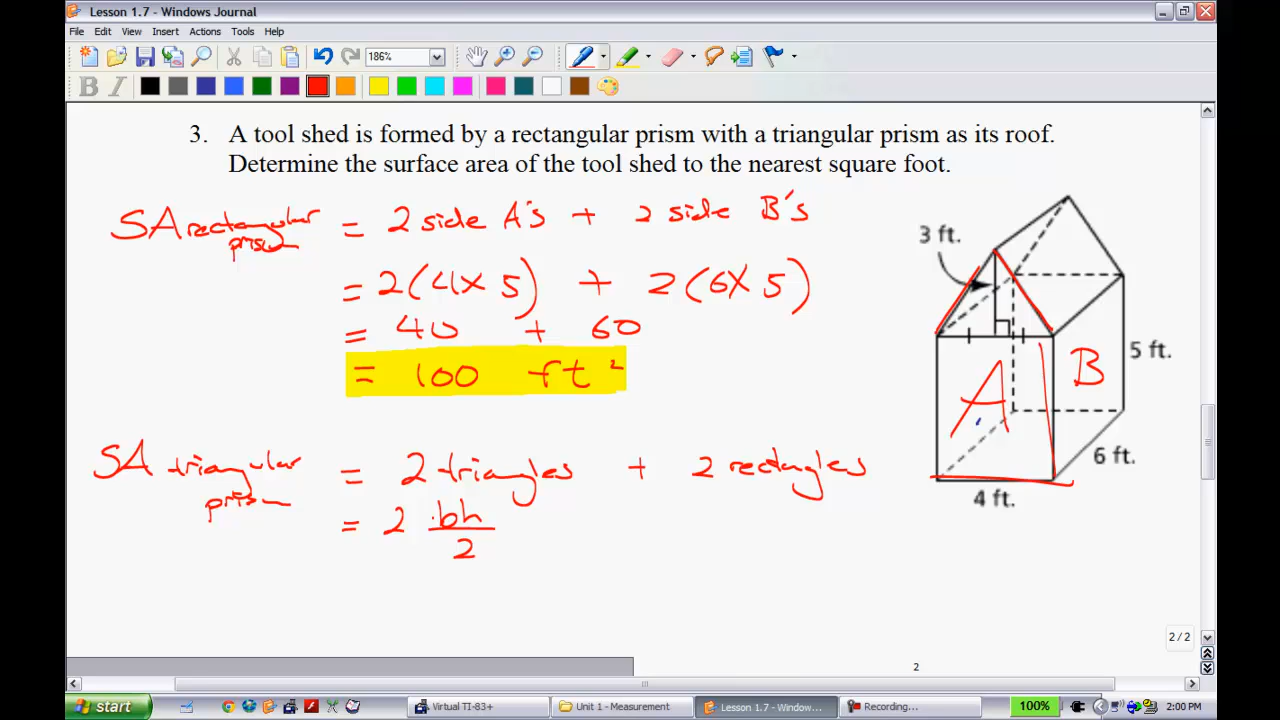 Lesson 1.7 - Windows Journal
File Edit View Insert Actions Tools Help
186%
B I
3. A tool shed is formed by a rectangular prism with a triangular prism as its roof.
Determine the surface area of the tool shed to the nearest square foot.
SA rectangular prism = 2 side A's + 2 side B's
= 2(4×5) + 2(6×5)
= 40 + 60
= 100 ft²
SA triangular prism = 2 triangles + 2 rectangles
= 2 bh/2
3 ft.
5 ft.
A B
6 ft.
4 ft.
2 / 2
2
start Virtual TI-83+ Unit 1 - Measurement Lesson 1.7 - Window... Recording... 100% 2:00 PM